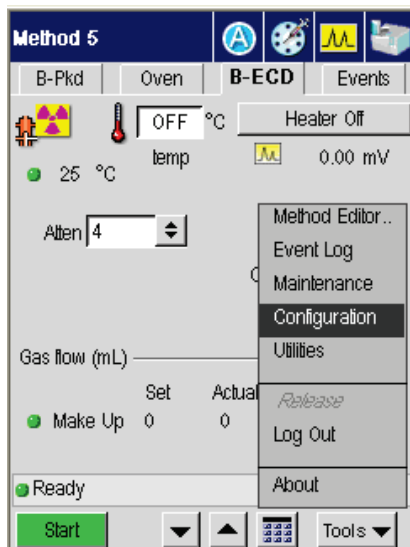 Method 5
B-Pkd Oven B-ECD Events
OFF °C Heater Off
temp 0.00 mV
25 °C
Atten 4
Method Editor..
Event Log
Maintenance
Configuration
Utilities
Release
Log Out
About
Gas flow (mL)
Set Actual
Make Up 0 0
Ready
Start Tools